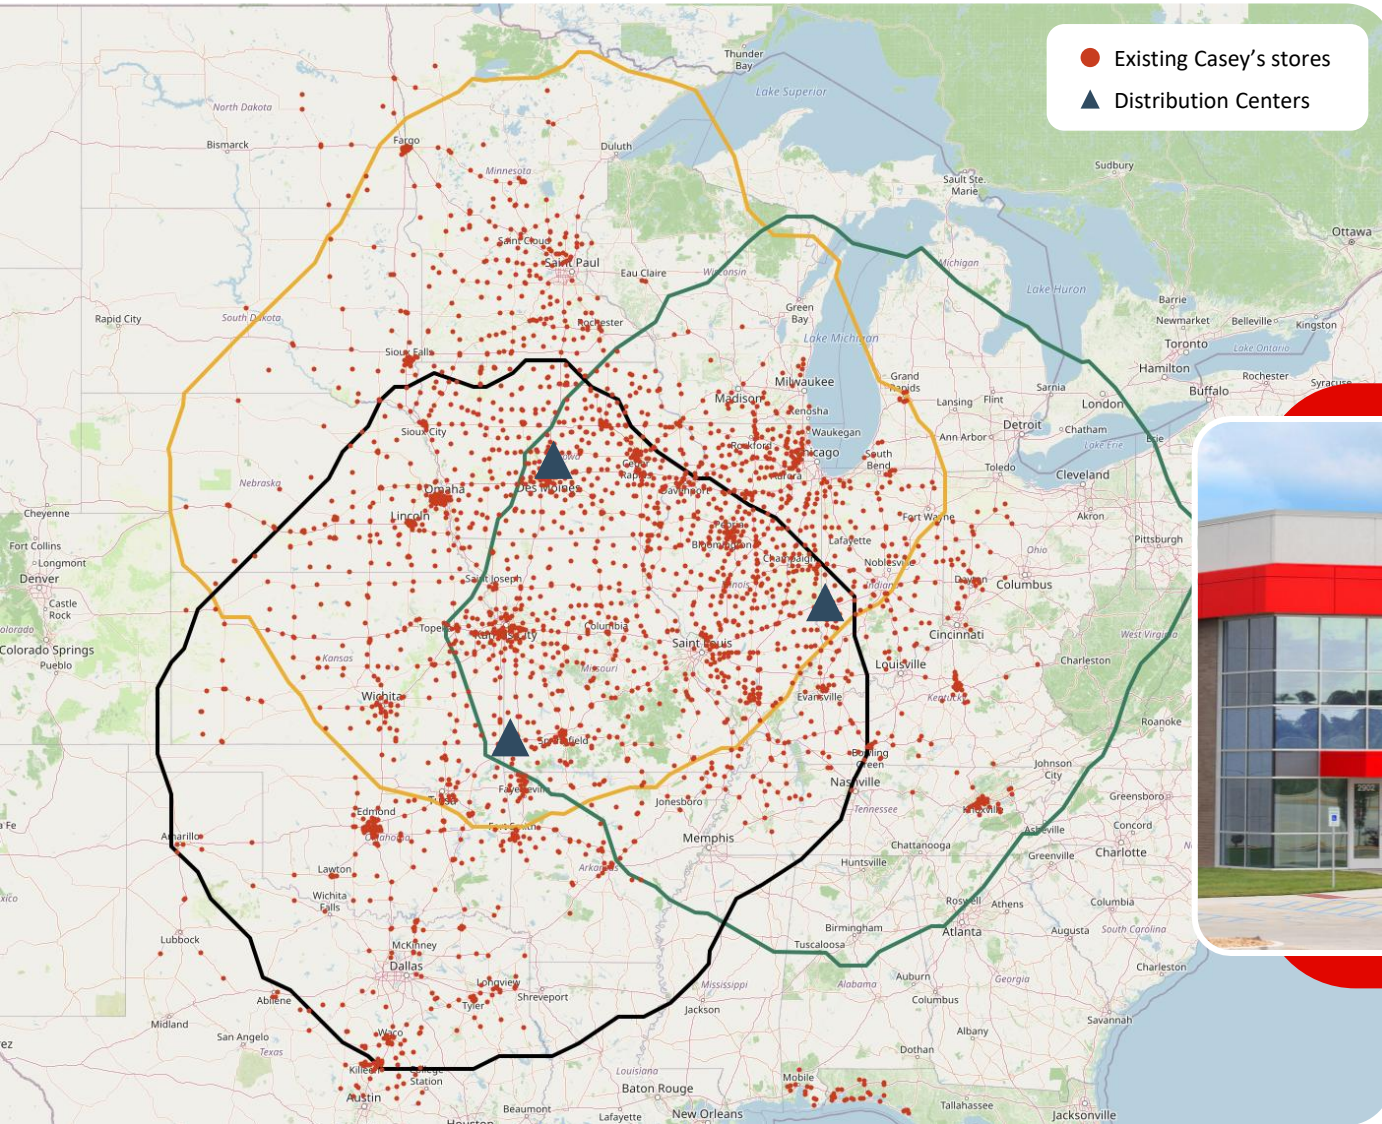 Existing Casey's stores
Distribution Centers
Thunder
Bay
Lake Superior
North Dakota
Bismarck
Fargo
Duluth
Minnesota
Sudbury
Sault Ste.
Marie
Ottawa
Saint Cloud
Saint Paul
Eau Claire
Wisconsin
Michigan
Lake Huron
Green
Bay
Barrie
Newmarket
Belleville
Kingston
Rapid City
South Dakota
Rochester
Toronto
Lake Michigan
Lake Ontario
Sioux Falls
Hamilton
Milwaukee
Grand
Rapids
Sarnia
Rochester
Syracuse
Buffalo
Madison
Lansing
Flint
London
Kenosha
Detroit
Chatham
Sioux City
Waukegan
Ann Arbor
Lake Erie
Erie
Rockford
Chicago
South
Bend
Toledo
Cleveland
Cedar
Rapids
Aurora
Nebraska
Omaha
Des Moines
Davenport
Cheyenne
Lincoln
Fort Wayne
Akron
Peoria
Pittsburgh
Fort Collins
Longmont
Bloomington
Lafayette
Ohio
Champaign
Noblesville
Denver
Saint Joseph
Dayton
Columbus
Castle
Rock
Colorado Springs
Pueblo
Topeka
Kansas City
Columbia
Saint Louis
Cincinnati
West Virginia
Kansas
Missouri
Louisville
Charleston
Wichita
Evansville
Kentucky
Roanoke
Springfield
Bowling
Green
Johnson
City
Nashville
Fayetteville
Tulsa
Jonesboro
Tennessee
Knoxville
Greensboro
Edmond
Oklahoma
Fort Smith
Amarillo
Memphis
Asheville
Concord
Chattanooga
Greenville
Charlotte
Huntsville
Lawton
Arkansas
Wichita
Falls
Roswell
Athens
Columbia
Birmingham
Atlanta
Augusta
South Carolina
Lubbock
McKinney
Tuscaloosa
Dallas
Charleston
Longview
Mississippi
Alabama
Auburn
Georgia
Abilene
Tyler
Shreveport
Columbus
Jackson
Midland
Savannah
San Angelo
Waco
Albany
Texas
Dothan
Killeen
College
Station
Louisiana
Mobile
Baton Rouge
Austin
Tallahassee
Beaumont
Lafayette
New Orleans
Jacksonville
Houston
2902